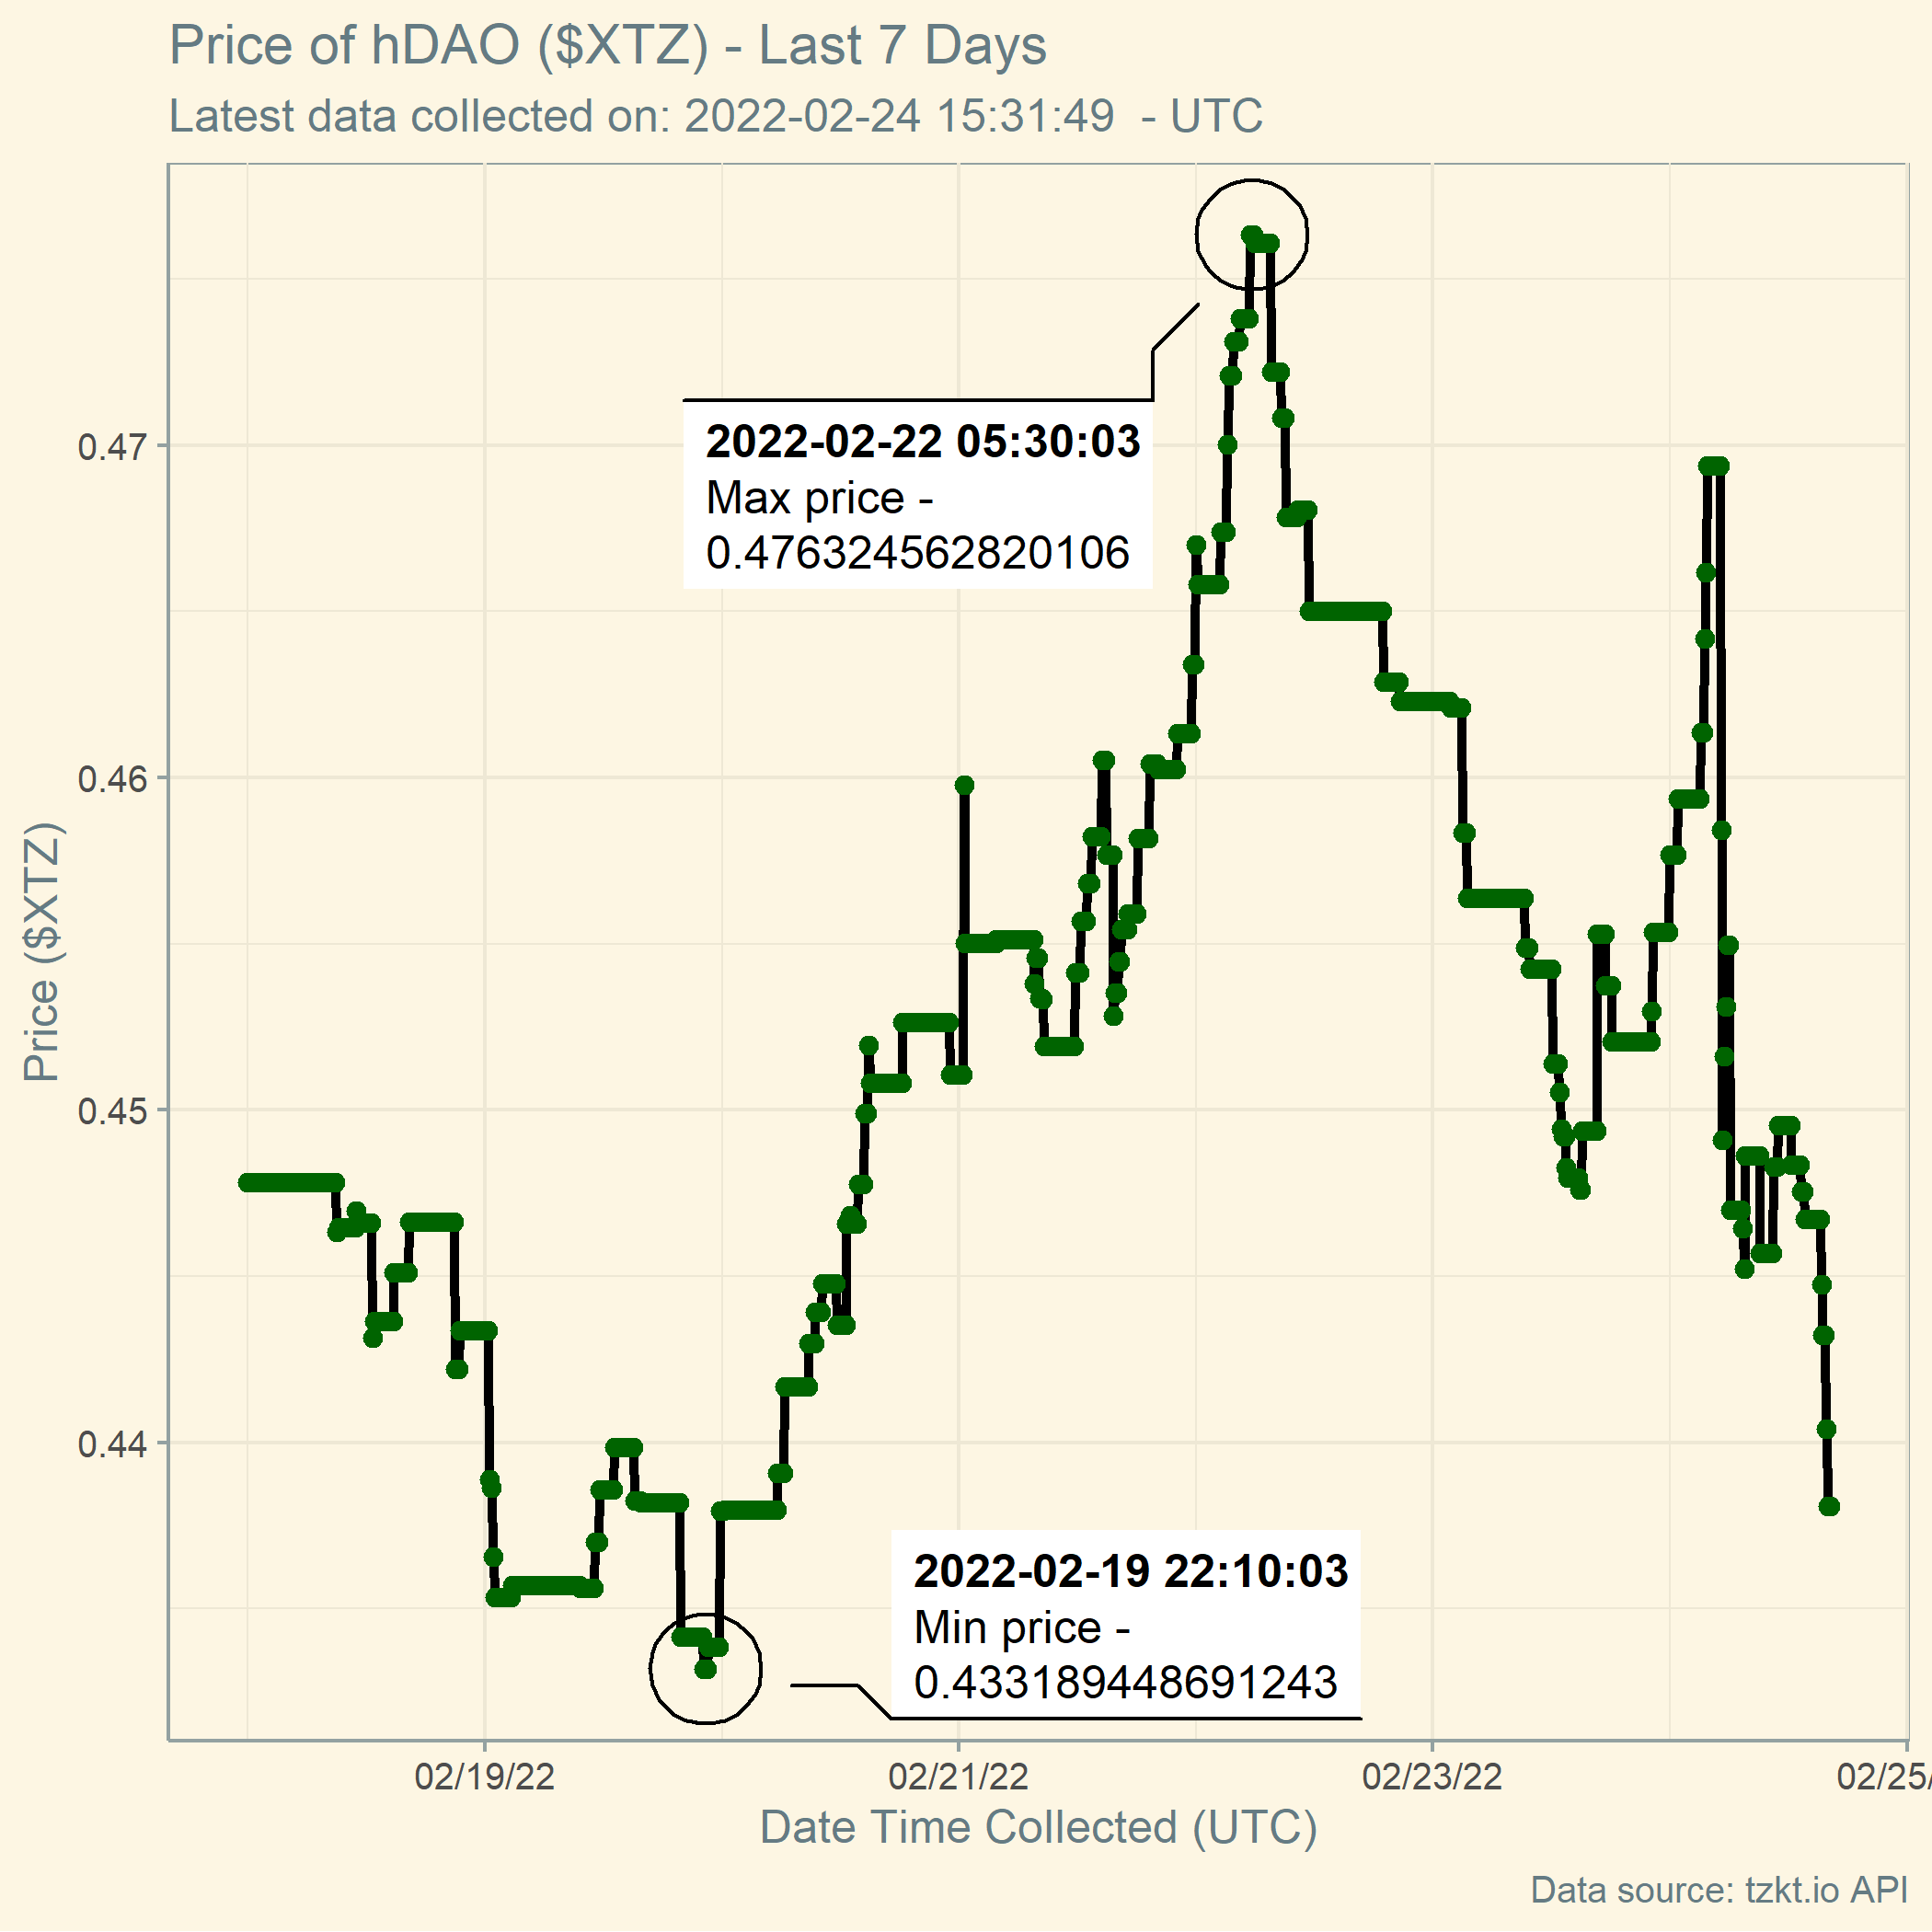 Price of hDAO ($XTZ) - Last 7 Days
Latest data collected on: 2022-02-24 15:31:49  - UTC
2022-02-22 05:30:03
Max price -
0.476324562820106
0.47
0.46
Price ($XTZ)
0.45
0.44
2022-02-19 22:10:03
Min price -
0.433189448691243
02/19/22
02/21/22
02/23/22
02/25/
Date Time Collected (UTC)
Data source: tzkt.io API